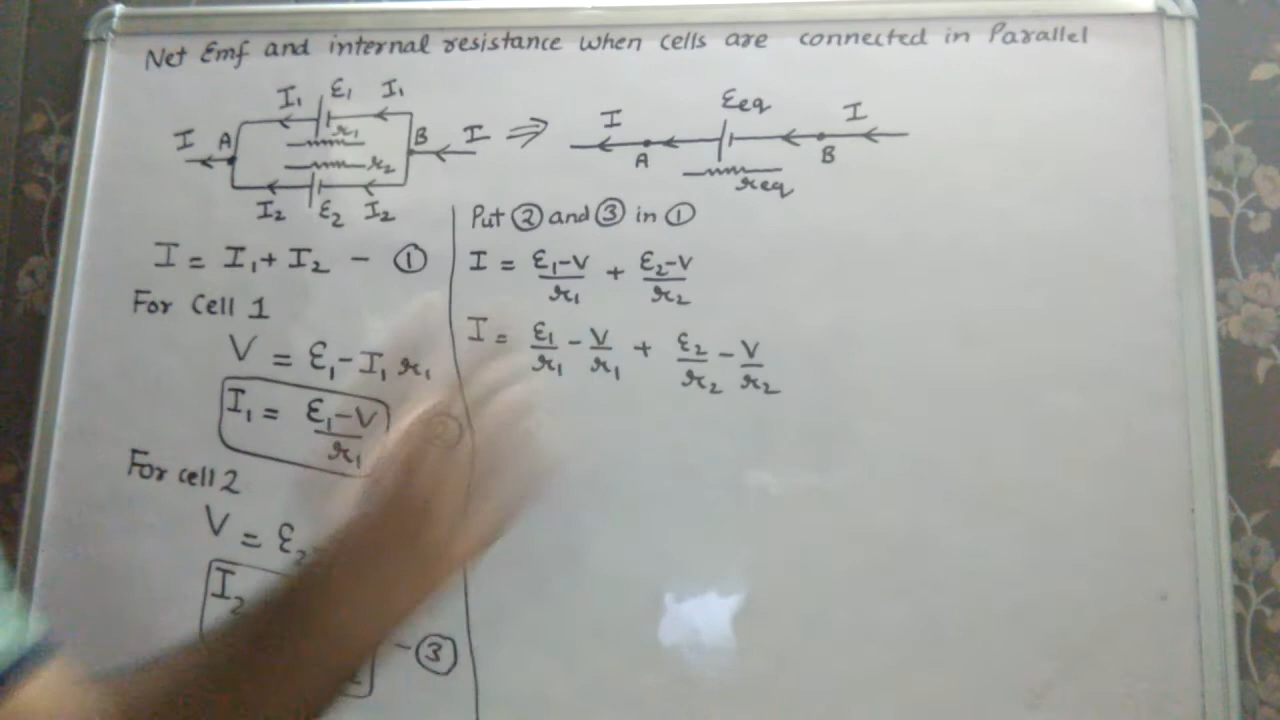 Net Emf and internal resistance when cells are connected in Parallel
I₁ ε₁ I₁
I A r₁ B I ⇒
r₂
I₂ ε₂ I₂
εeq
I I
A B
req
I = I₁ + I₂ - ①
For Cell 1
V = ε₁ - I₁ r₁
I₁ = (ε₁-V)/r₁
②
For cell 2
V = ε₂
I₂
- ③
Put ② and ③ in ①
I = (ε₁-V)/r₁ + (ε₂-V)/r₂
I = ε₁/r₁ - V/r₁ + ε₂/r₂ - V/r₂